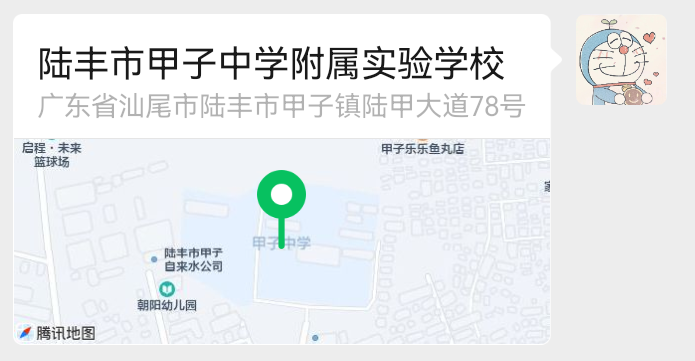 陆丰市甲子中学附属实验学校
广东省汕尾市陆丰市甲子镇陆甲大道78号
启程·未来
篮球场
甲子乐乐鱼丸店
甲子中学
陆丰市甲子
自来水公司
朝阳幼儿园
腾讯地图